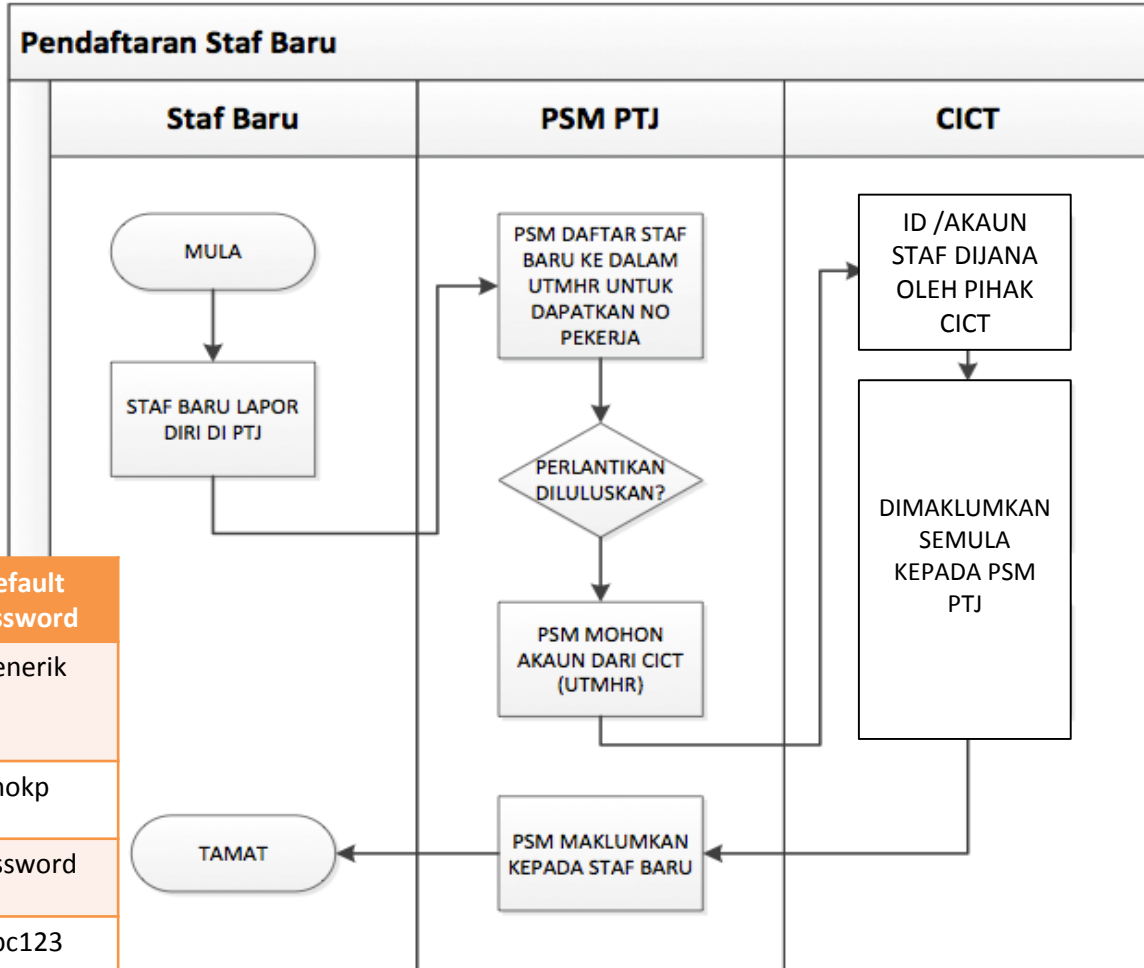 Pendaftaran Staf Baru
Staf Baru
PSM PTJ
CICT
MULA
STAF BARU LAPOR
DIRI DI PTJ
PSM DAFTAR STAF
BARU KE DALAM
UTMHR UNTUK
DAPATKAN NO
PEKERJA
PERLANTIKAN
DILULUSKAN?
PSM MOHON
AKAUN DARI CICT
(UTMHR)
ID /AKAUN
STAF DIJANA
OLEH PIHAK
CICT
DIMAKLUMKAN
SEMULA
KEPADA PSM
PTJ
PSM MAKLUMKAN
KEPADA STAF BARU
TAMAT
efault
ssword
enerik
nokp
ssword
bc123